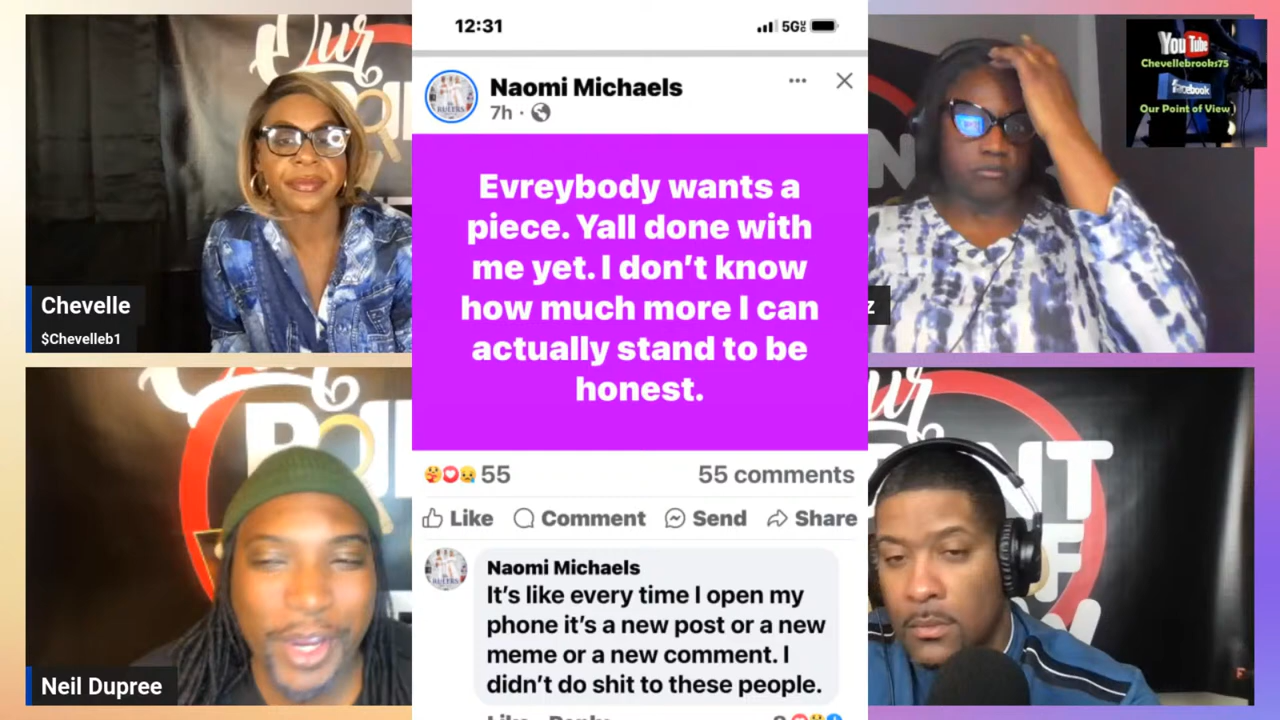 12:31
5G
Naomi Michaels
7h
Evreybody wants a
piece. Yall done with
me yet. I don’t know
how much more I can
actually stand to be
honest.
55
55 comments
Like
Comment
Send
Share
Naomi Michaels
It’s like every time I open my
phone it’s a new post or a new
meme or a new comment. I
didn’t do shit to these people.
Our
Chevelle
$Chevelleb1
z
You Tube
Chevellebrooks75
facebook
Our Point of View
Neil Dupree